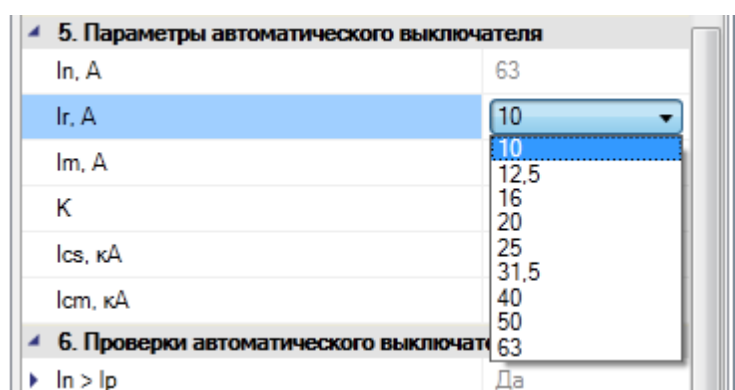 5. Параметры автоматического выключателя
In, A 63
Ir, A 10
10
Im, A
12,5
16
K
20
Ics, кА
25
31,5
Icm, кА
40
50
6. Проверки автоматического выключат
63
In > Ip Да